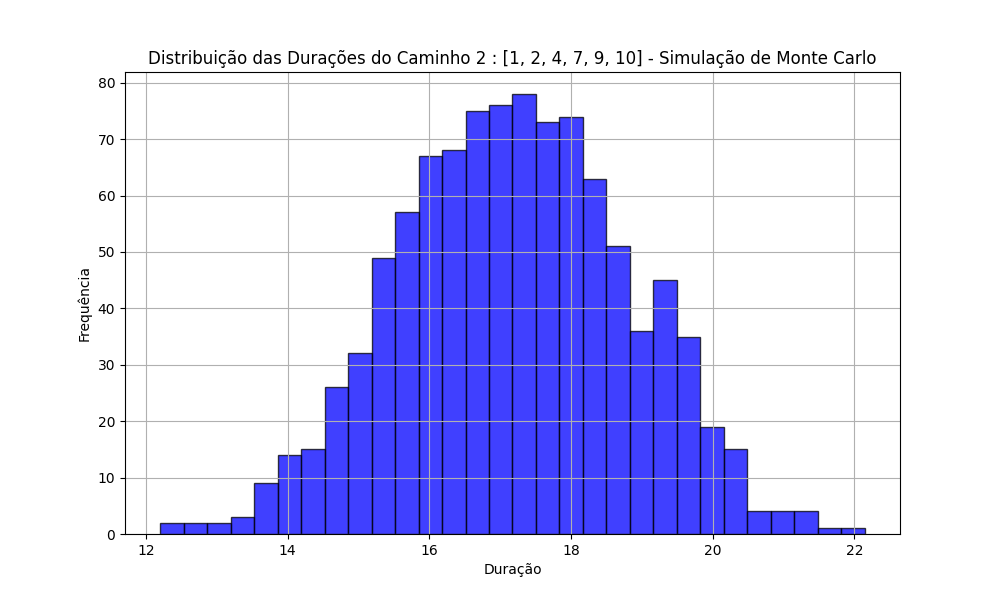 Distribuição das Durações do Caminho 2 : [1, 2, 4, 7, 9, 10] - Simulação de Monte Carlo
80
70
60
50
40
30
20
10
0
Frequência
12 14 16 18 20 22
Duração